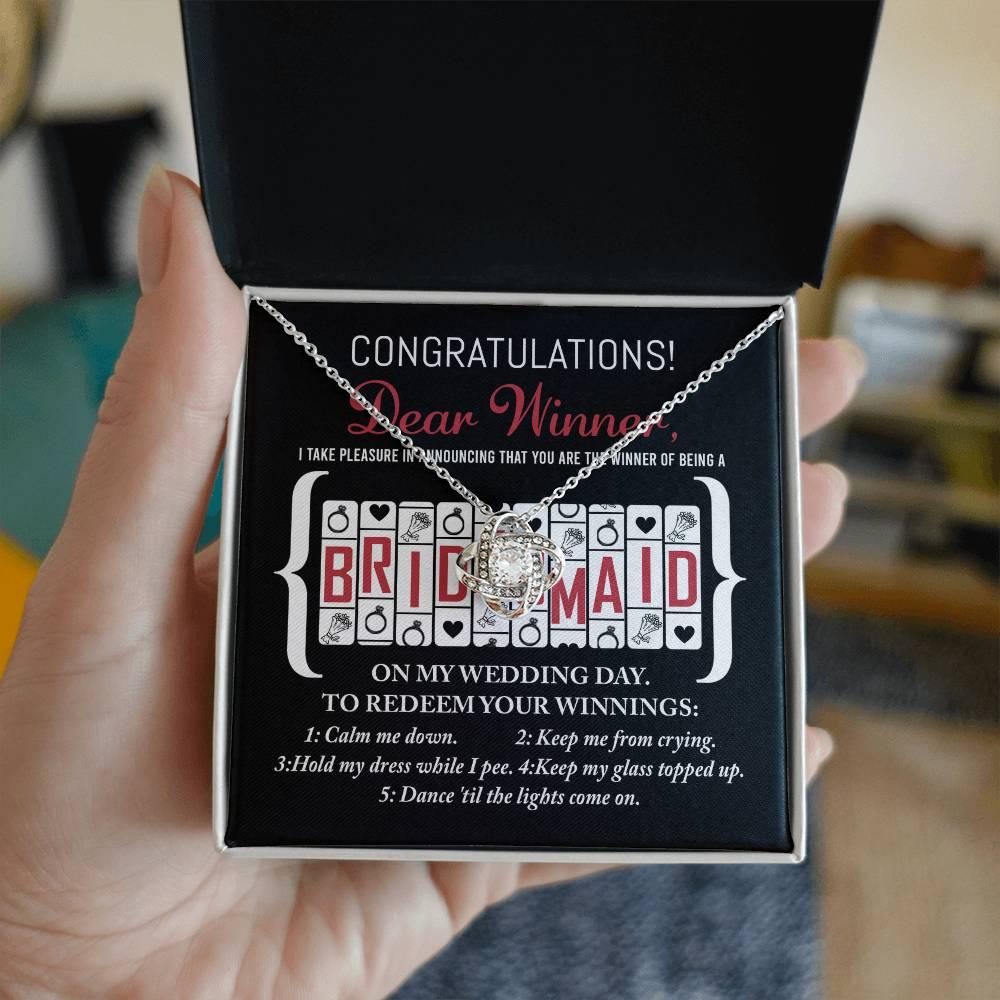 CONGRATULATIONS!
Dear Winner,
I TAKE PLEASURE IN ANNOUNCING THAT YOU ARE THE WINNER OF BEING A
BRIDESMAID
ON MY WEDDING DAY.
TO REDEEM YOUR WINNINGS:
1: Calm me down. 2: Keep me from crying.
3:Hold my dress while I pee. 4:Keep my glass topped up.
5: Dance 'til the lights come on.